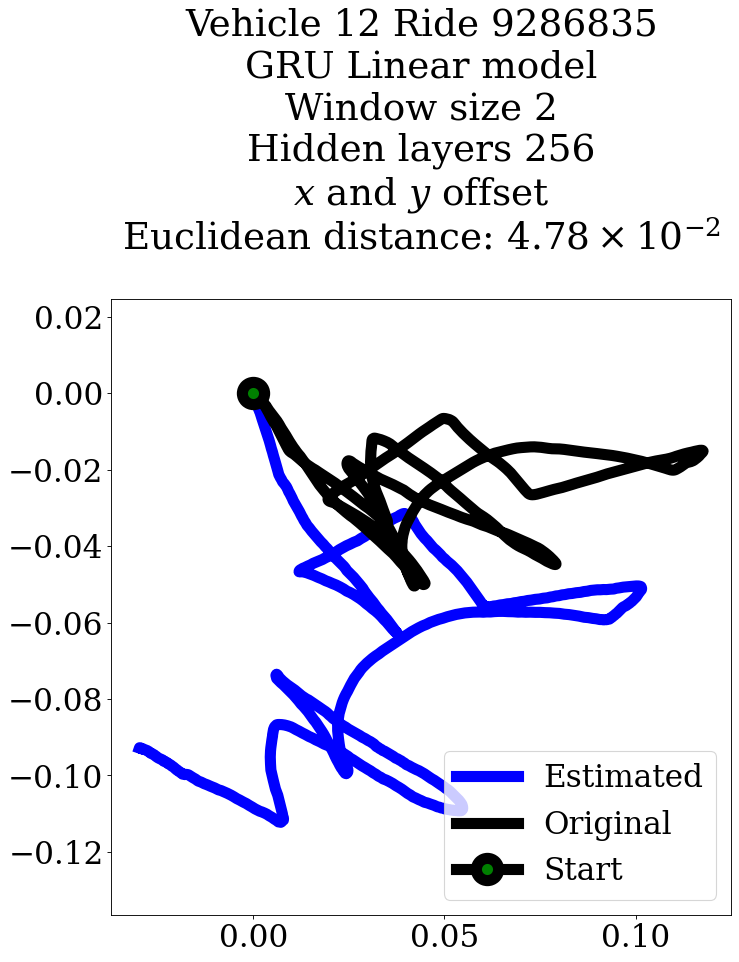 Vehicle 12 Ride 9286835
GRU Linear model
Window size 2
Hidden layers 256
x and y offset
Euclidean distance: 4.78 × 10⁻²
0.02
0.00
−0.02
−0.04
−0.06
−0.08
−0.10
−0.12
Estimated
Original
Start
0.00 0.05 0.10